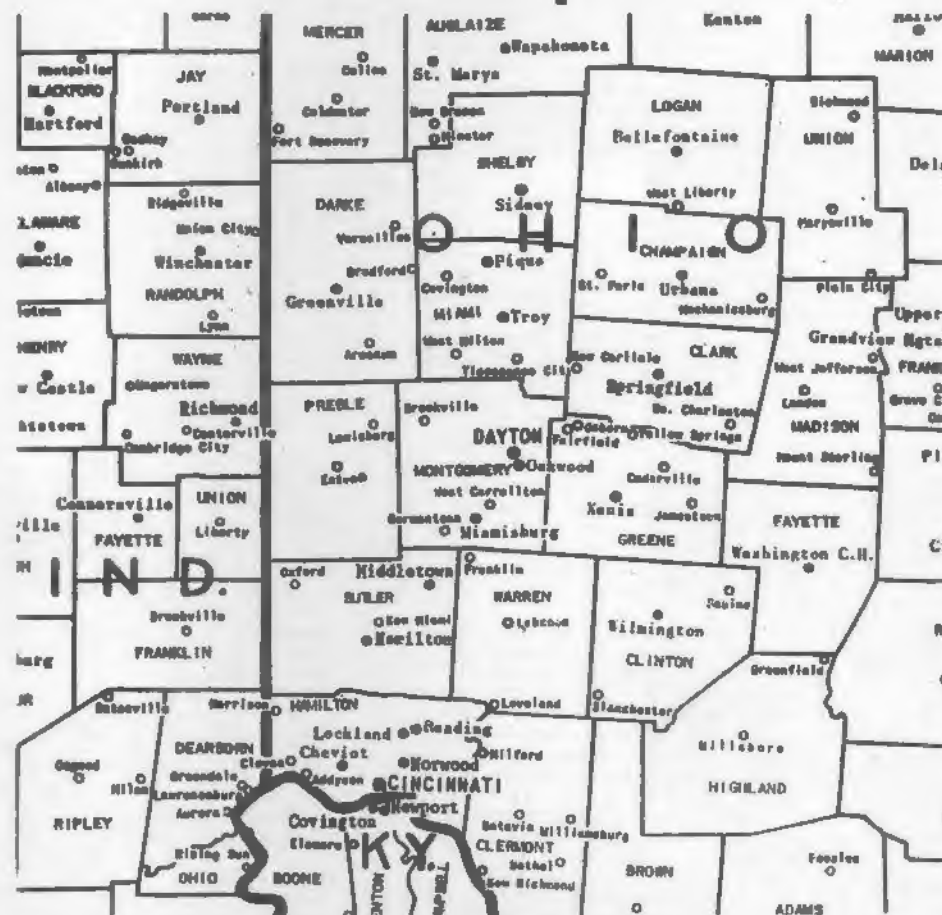 MERCER
AUGLAIZE
Wapakoneta
Kenton
MARION
Montpelier
BLACKFORD
Hartford
JAY
Portland
Celina
St. Marys
Coldwater
Fort Recovery
New Bremen
Minster
LOGAN
Bellefontaine
Richmond
UNION
Dunkirk
Albany
SHELBY
Sidney
West Liberty
Marysville
Ridgeville
Union City
Winchester
RANDOLPH
Lynn
DARKE
Versailles
Bradford
Greenville
Arcanum
O H I O
Piqua
Covington
MIAMI
Troy
West Milton
Tippecanoe City
CHAMPAIGN
St. Paris
Urbana
Mechanicsburg
Plain City
Upper
Grandview Hgts
HENRY
w Castle
WAYNE
Hagerstown
Richmond
Centerville
Cambridge City
New Carlisle
CLARK
Springfield
So. Charleston
West Jefferson
London
MADISON
Mount Sterling
PREBLE
Lewisburg
Eaton
Brookville
DAYTON
Oakwood
MONTGOMERY
West Carrollton
Germantown
Miamisburg
Fairfield
Osborn
Yellow Springs
Cedarville
Xenia
Jamestown
GREENE
FAYETTE
Washington C.H.
Connersville
FAYETTE
UNION
Liberty
IND.
Oxford
Middletown
Franklin
BUTLER
New Miami
Hamilton
WARREN
Lebanon
Sabina
Wilmington
CLINTON
Greenfield
Brookville
FRANKLIN
Batesville
Harrison
HAMILTON
Lockland
Reading
Loveland
Blanchester
Hillsboro
HIGHLAND
DEARBORN
Cheviot
Norwood
Milford
Cleves
Addyston
CINCINNATI
Osgood
Milan
Greendale
Lawrenceburg
Aurora
RIPLEY
Newport
Covington
Elsmere
KY
Batavia
Williamsburg
CLERMONT
Bethel
New Richmond
Rising Sun
OHIO
BOONE
BROWN
Peebles
ADAMS